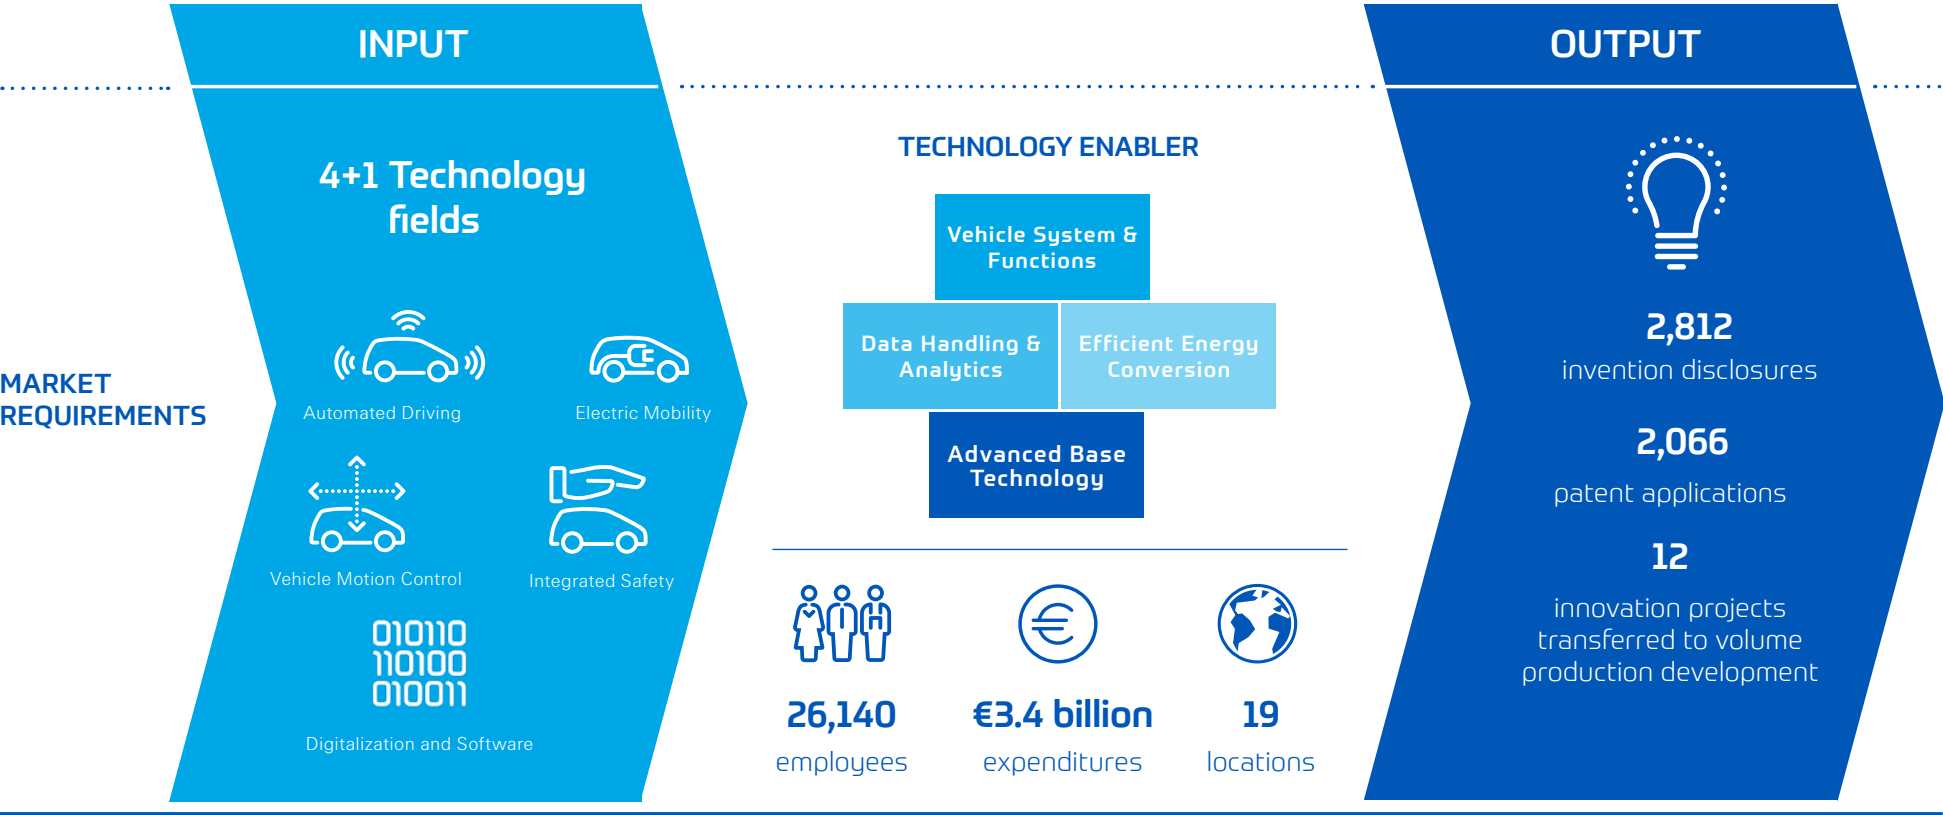 MARKET
REQUIREMENTS
INPUT
4+1 Technology
fields
Automated Driving
Electric Mobility
Vehicle Motion Control
Integrated Safety
010110
110100
010011
Digitalization and Software
TECHNOLOGY ENABLER
Vehicle System &
Functions
Data Handling &
Analytics
Efficient Energy
Conversion
Advanced Base
Technology
26,140
employees
€3.4 billion
expenditures
19
locations
OUTPUT
2,812
invention disclosures
2,066
patent applications
12
innovation projects
transferred to volume
production development